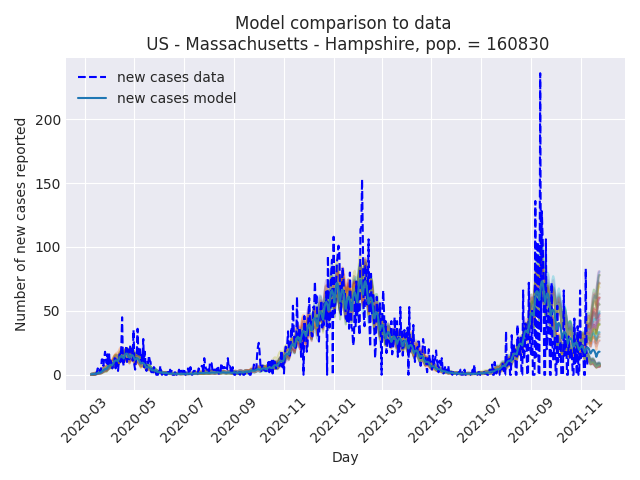 Model comparison to data
US - Massachusetts - Hampshire, pop. = 160830
new cases data
new cases model
Number of new cases reported
200
150
100
50
0
2020-03
2020-05
2020-07
2020-09
2020-11
2021-01
2021-03
2021-05
2021-07
2021-09
2021-11
Day